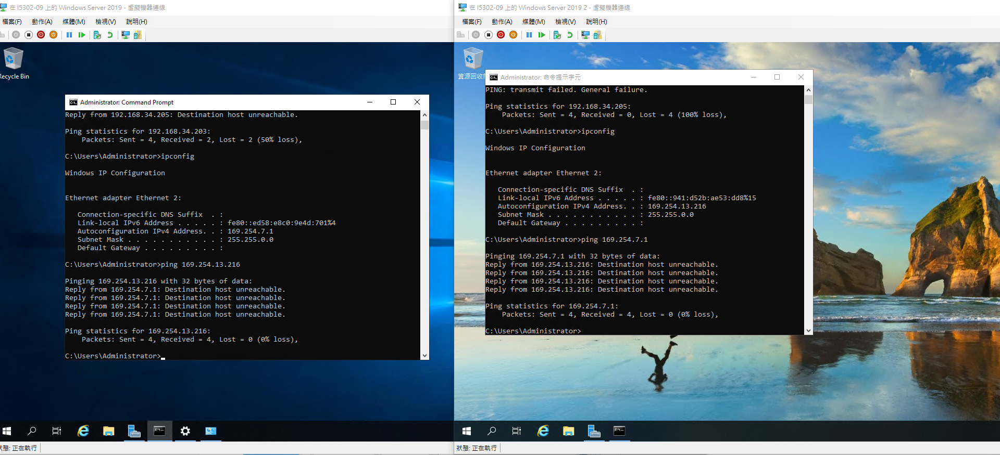 在 I5302-09 上的 Windows Server 2019 - 虛擬機器連線
檔案(F) 動作(A) 媒體(M) 檢視(V) 說明(H)
Recycle Bin
Administrator: Command Prompt
Reply from 192.168.34.205: Destination host unreachable.
Ping statistics for 192.168.34.203:
Packets: Sent = 4, Received = 2, Lost = 2 (50% loss),
C:\Users\Administrator>ipconfig
Windows IP Configuration
Ethernet adapter Ethernet 2:
Connection-specific DNS Suffix . :
Link-local IPv6 Address . . . . . : fe80::ed58:e8c0:9e4d:701%4
Autoconfiguration IPv4 Address. . : 169.254.7.1
Subnet Mask . . . . . . . . . . . : 255.255.0.0
Default Gateway . . . . . . . . . :
C:\Users\Administrator>ping 169.254.13.216
Pinging 169.254.13.216 with 32 bytes of data:
Reply from 169.254.7.1: Destination host unreachable.
Reply from 169.254.7.1: Destination host unreachable.
Reply from 169.254.7.1: Destination host unreachable.
Reply from 169.254.7.1: Destination host unreachable.
Ping statistics for 169.254.13.216:
Packets: Sent = 4, Received = 4, Lost = 0 (0% loss),
C:\Users\Administrator>
狀態: 正在執行
在 I5302-09 上的 Windows Server 2019 2 - 虛擬機器連線
檔案(F) 動作(A) 媒體(M) 檢視(V) 說明(H)
資源回收
Administrator: 命令提示字元
PING: transmit failed. General failure.
Ping statistics for 192.168.34.205:
Packets: Sent = 4, Received = 0, Lost = 4 (100% loss),
C:\Users\Administrator>ipconfig
Windows IP Configuration
Ethernet adapter Ethernet 2:
Connection-specific DNS Suffix . :
Link-local IPv6 Address . . . . . : fe80::941:d52b:ae53:dd8%15
Autoconfiguration IPv4 Address. . : 169.254.13.216
Subnet Mask . . . . . . . . . . . : 255.255.0.0
Default Gateway . . . . . . . . . :
C:\Users\Administrator>ping 169.254.7.1
Pinging 169.254.7.1 with 32 bytes of data:
Reply from 169.254.13.216: Destination host unreachable.
Reply from 169.254.13.216: Destination host unreachable.
Reply from 169.254.13.216: Destination host unreachable.
Reply from 169.254.13.216: Destination host unreachable.
Ping statistics for 169.254.7.1:
Packets: Sent = 4, Received = 4, Lost = 0 (0% loss),
C:\Users\Administrator>
狀態: 正在執行